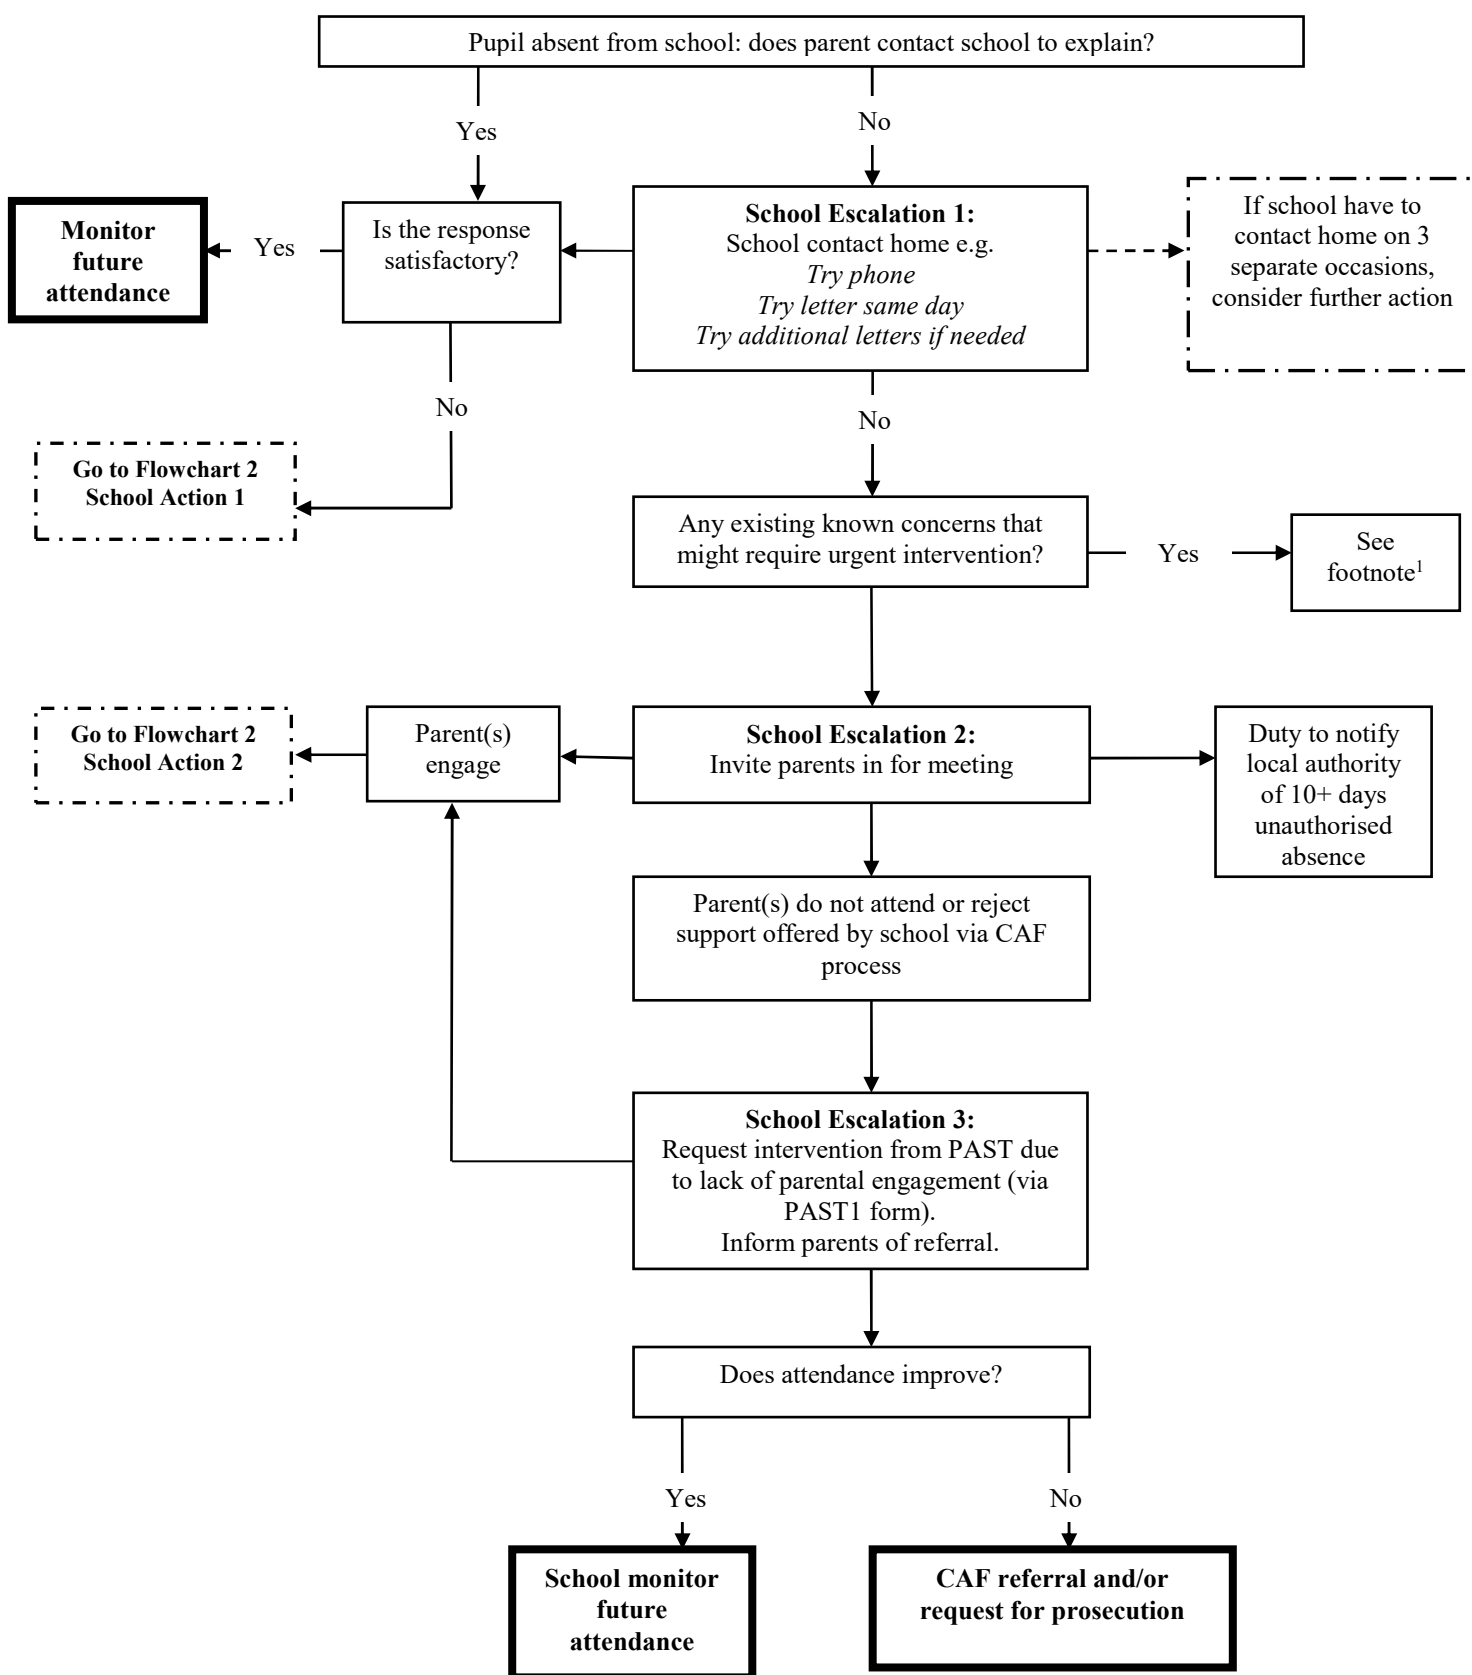 Pupil absent from school: does parent contact school to explain?
Yes
No
Monitor
future
attendance
Yes
Is the response
satisfactory?
School Escalation 1:
School contact home e.g.
Try phone
Try letter same day
Try additional letters if needed
If school have to
contact home on 3
separate occasions,
consider further action
No
No
Go to Flowchart 2
School Action 1
Any existing known concerns that
might require urgent intervention?
Yes
See
footnote¹
Go to Flowchart 2
School Action 2
Parent(s)
engage
School Escalation 2:
Invite parents in for meeting
Duty to notify
local authority
of 10+ days
unauthorised
absence
Parent(s) do not attend or reject
support offered by school via CAF
process
School Escalation 3:
Request intervention from PAST due
to lack of parental engagement (via
PAST1 form).
Inform parents of referral.
Does attendance improve?
Yes
No
School monitor
future
attendance
CAF referral and/or
request for prosecution